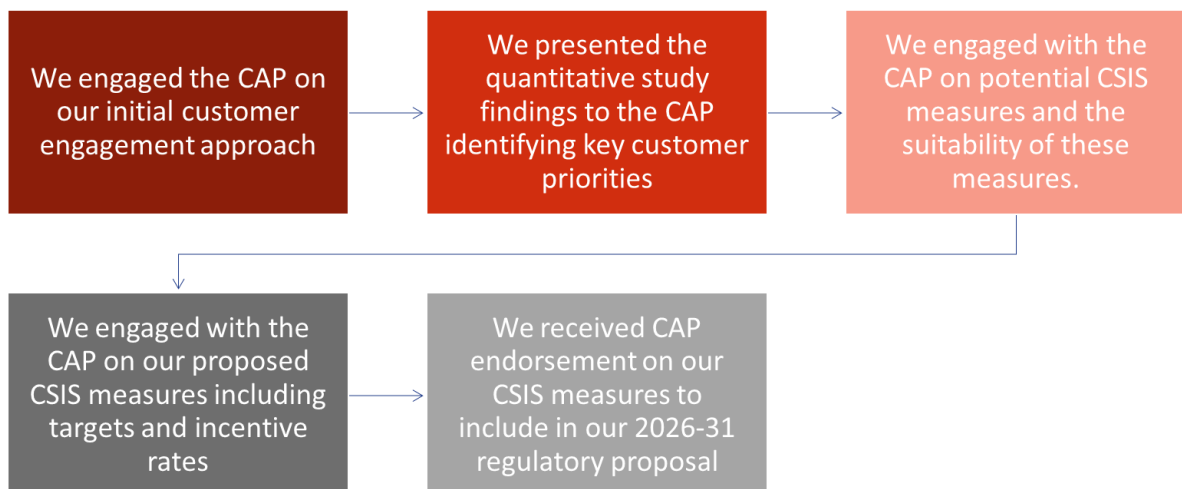 We engaged the CAP on
our initial customer
engagement approach
We presented the
quantitative study
findings to the CAP
identifying key customer
priorities
We engaged with the
CAP on potential CSIS
measures and the
suitability of these
measures.
We engaged with the
CAP on our proposed
CSIS measures including
targets and incentive
rates
We received CAP
endorsement on our
CSIS measures to
include in our 2026-31
regulatory proposal